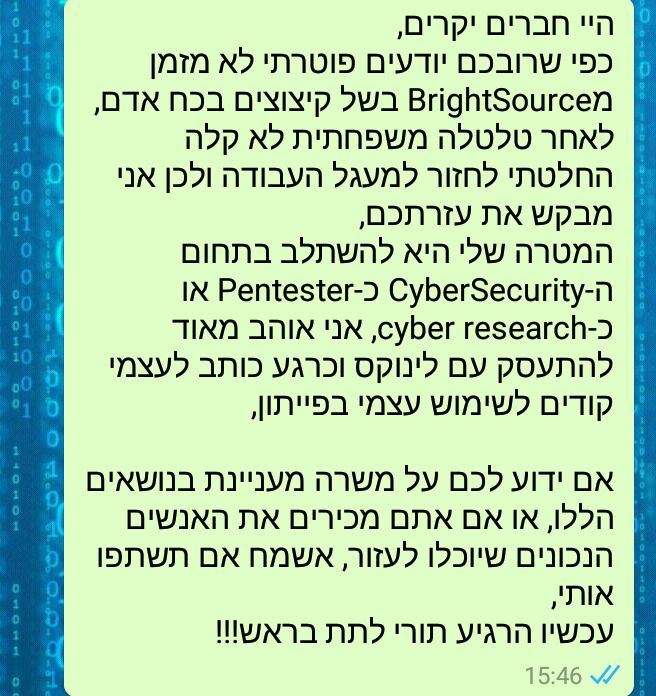 היי חברים יקרים,
כפי שרובכם יודעים פוטרתי לא מזמן
מBrightSource בשל קיצוצים בכח אדם,
לאחר טלטלה משפחתית לא קלה
החלטתי לחזור למעגל העבודה ולכן אני
מבקש את עזרתכם,
המטרה שלי היא להשתלב בתחום
ה-CyberSecurity כ-Pentester או
כ-cyber research, אני אוהב מאוד
להתעסק עם לינוקס וכרגע כותב לעצמי
קודים לשימוש עצמי בפייתון,
אם ידוע לכם על משרה מעניינת בנושאים
הללו, או אם אתם מכירים את האנשים
הנכונים שיוכלו לעזור, אשמח אם תשתפו
אותי,
עכשיו הרגיע תורי לתת בראש!!!
15:46